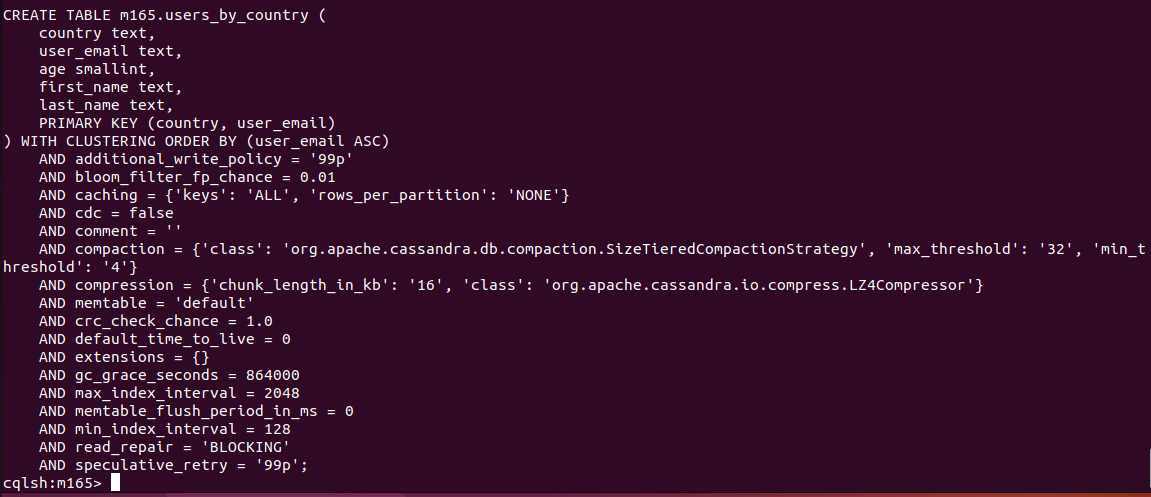 CREATE TABLE m165.users_by_country (
    country text,
    user_email text,
    age smallint,
    first_name text,
    last_name text,
    PRIMARY KEY (country, user_email)
) WITH CLUSTERING ORDER BY (user_email ASC)
    AND additional_write_policy = '99p'
    AND bloom_filter_fp_chance = 0.01
    AND caching = {'keys': 'ALL', 'rows_per_partition': 'NONE'}
    AND cdc = false
    AND comment = ''
    AND compaction = {'class': 'org.apache.cassandra.db.compaction.SizeTieredCompactionStrategy', 'max_threshold': '32', 'min_t
hreshold': '4'}
    AND compression = {'chunk_length_in_kb': '16', 'class': 'org.apache.cassandra.io.compress.LZ4Compressor'}
    AND memtable = 'default'
    AND crc_check_chance = 1.0
    AND default_time_to_live = 0
    AND extensions = {}
    AND gc_grace_seconds = 864000
    AND max_index_interval = 2048
    AND memtable_flush_period_in_ms = 0
    AND min_index_interval = 128
    AND read_repair = 'BLOCKING'
    AND speculative_retry = '99p';
cqlsh:m165>